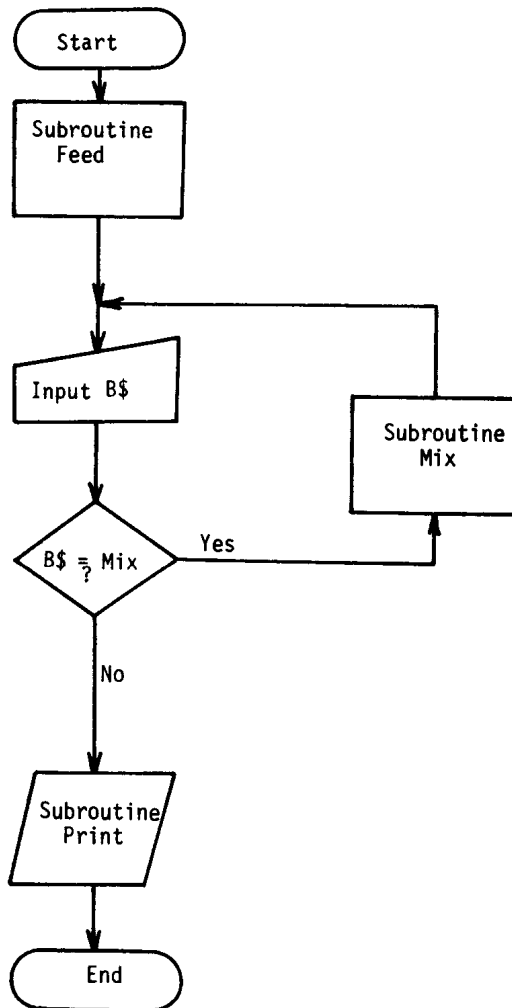 Start
Subroutine
Feed
Input B$
Subroutine
Mix
B$ = Mix
?
Yes
No
Subroutine
Print
End